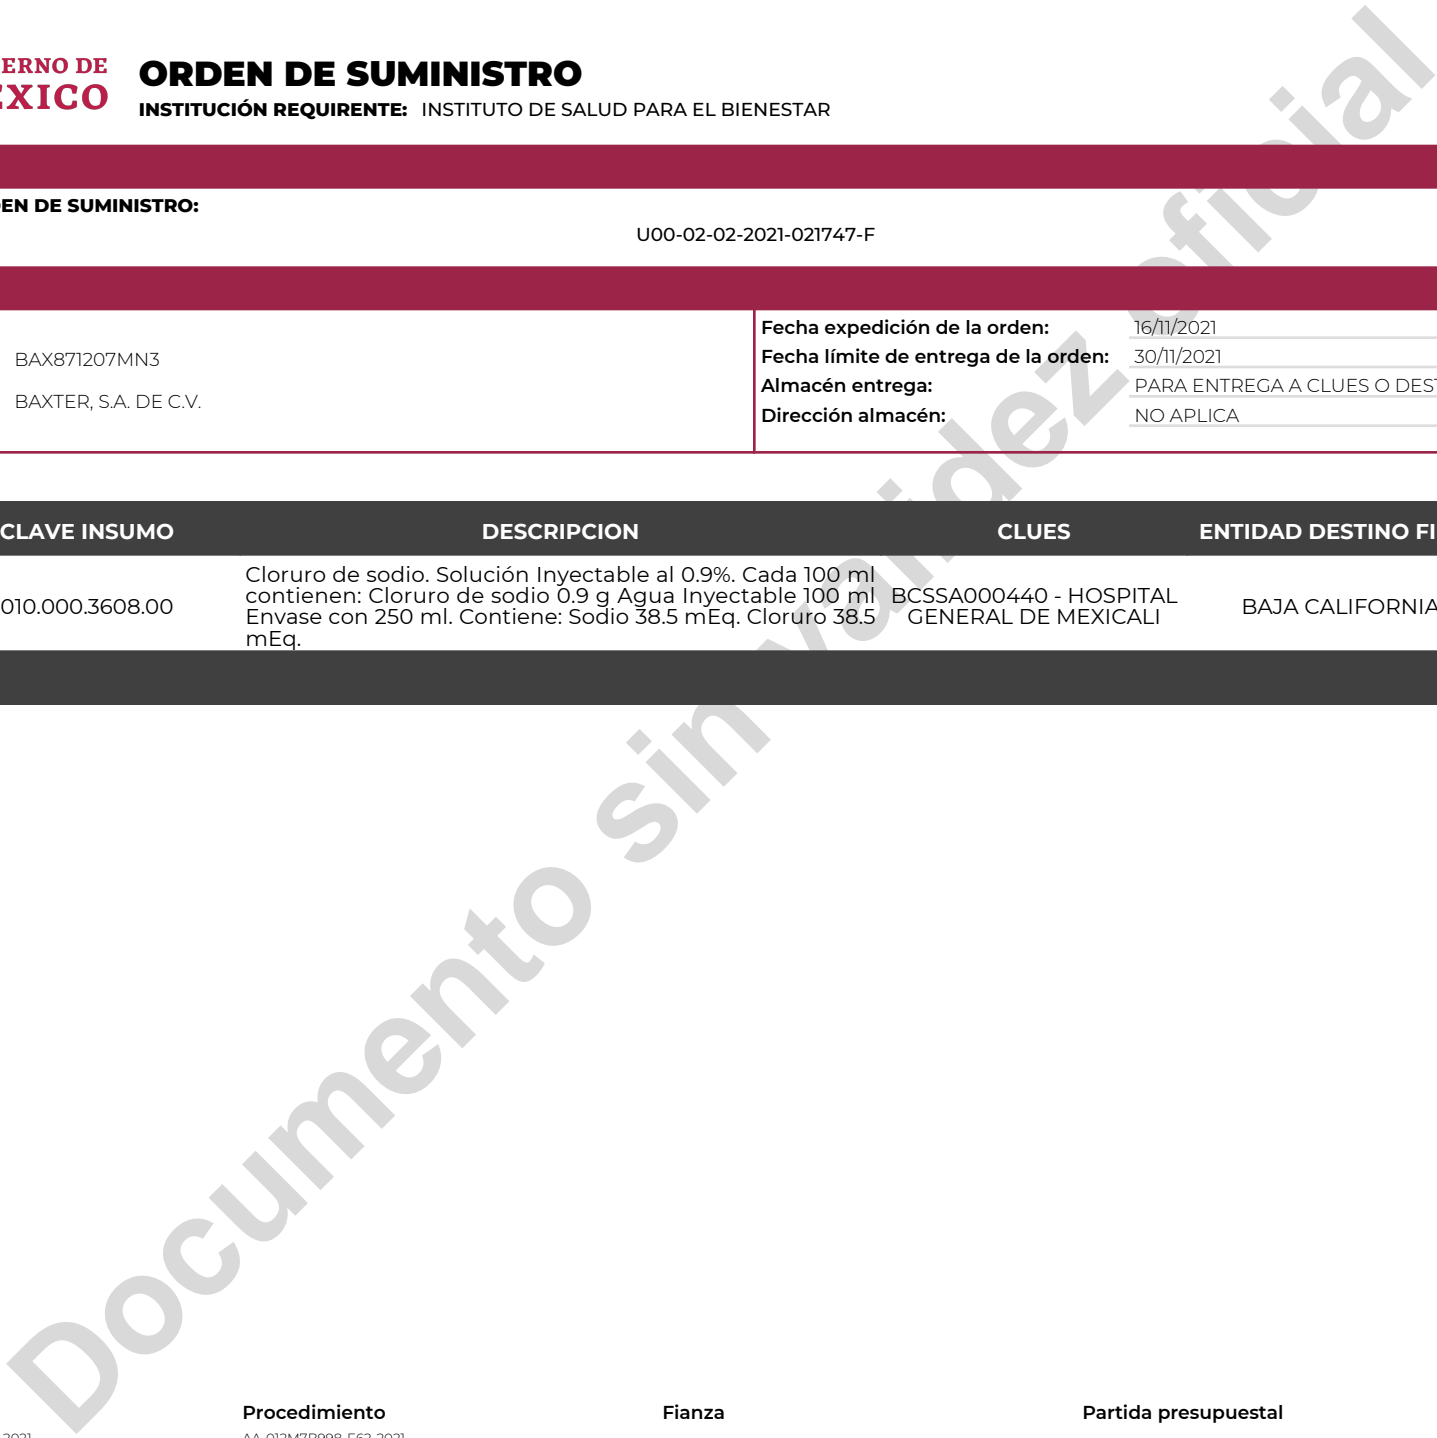 ERNO DE
ÉXICO
ORDEN DE SUMINISTRO
INSTITUCIÓN REQUIRENTE: INSTITUTO DE SALUD PARA EL BIENESTAR
EN DE SUMINISTRO:
U00-02-02-2021-021747-F
BAX871207MN3
BAXTER, S.A. DE C.V.
Fecha expedición de la orden: 16/11/2021
Fecha límite de entrega de la orden: 30/11/2021
Almacén entrega: PARA ENTREGA A CLUES O DEST
Dirección almacén: NO APLICA
CLAVE INSUMO DESCRIPCION CLUES ENTIDAD DESTINO FI
010.000.3608.00
Cloruro de sodio. Solución Inyectable al 0.9%. Cada 100 ml
contienen: Cloruro de sodio 0.9 g Agua Inyectable 100 ml
Envase con 250 ml. Contiene: Sodio 38.5 mEq. Cloruro 38.5
mEq.
BCSSA000440 - HOSPITAL
GENERAL DE MEXICALI
BAJA CALIFORNIA
Documento sin validez oficial
Procedimiento Fianza Partida presupuestal